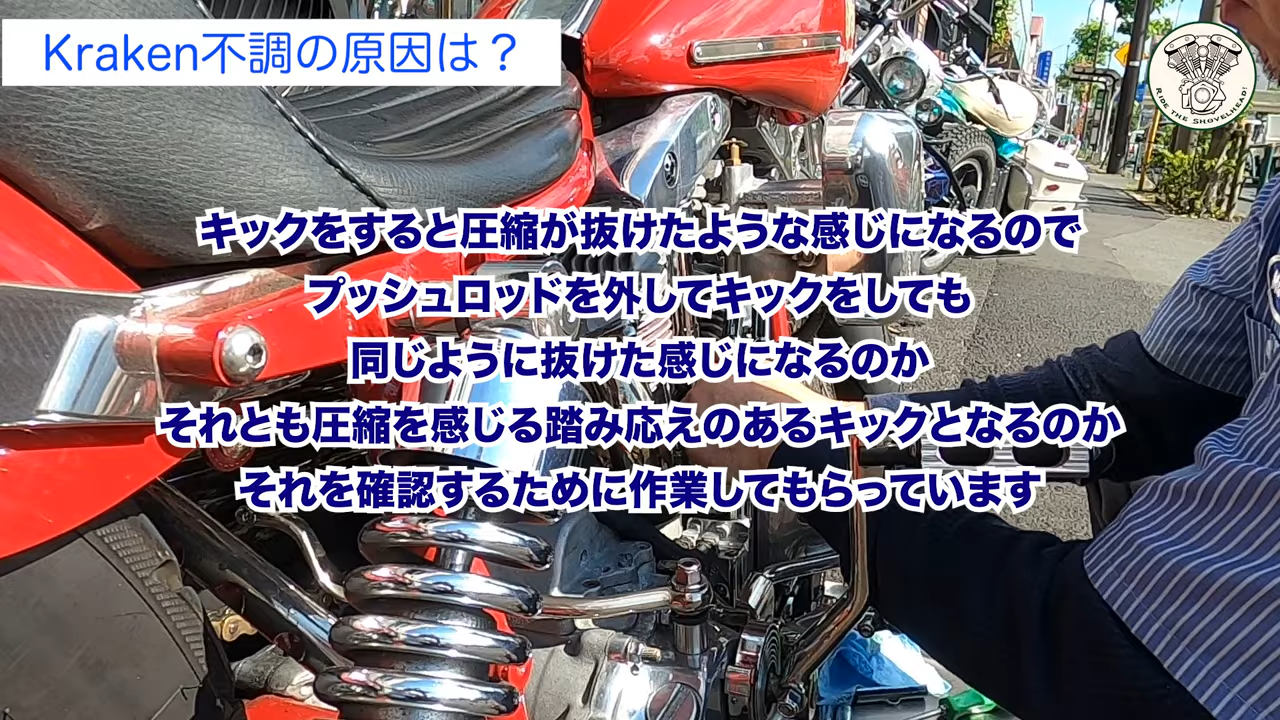 Kraken不調の原因は？
RIDE THE SHOVELHEAD!
キックをすると圧縮が抜けたような感じになるので
プッシュロッドを外してキックをしても
同じように抜けた感じになるのか
それとも圧縮を感じる踏み応えのあるキックとなるのか
それを確認するために作業してもらっています